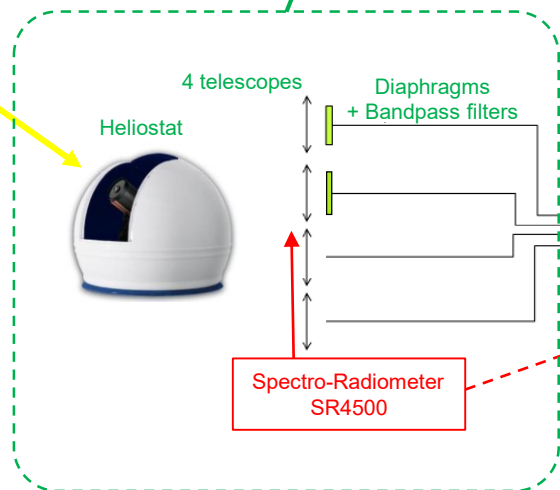 4 telescopes
Diaphragms
+ Bandpass filters
Heliostat
Spectro-Radiometer
SR4500